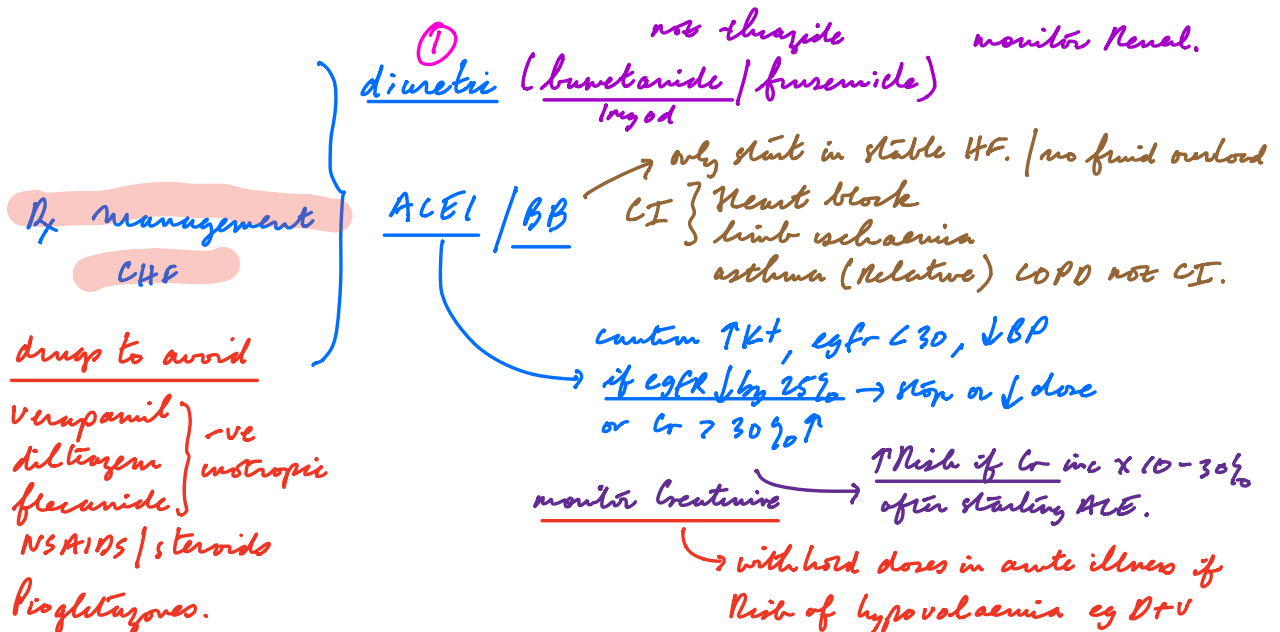 ①
not thiazide
monitor Renal.
diuretic (bumetanide / frusemide)
1mg od
Rx management
CHF
ACEI / BB
only start in stable HF. / no fluid overload
CI } Heart block
limb ischaemia
asthma (Relative) COPD not CI.
caution ↑K+, egfr < 30, ↓BP
if egfR ↓ by 25% → stop or ↓ dose
or Cr > 30% ↑
monitor Creatinine
↑Risk if Cr inc × 10-30%
after starting ACE.
withhold doses in acute illness if
Risk of hypovolaemia eg D+V
drugs to avoid
verapamil
diltiazem
flecanide
-ve
inotropic
NSAIDS / steroids
Pioglitazones.